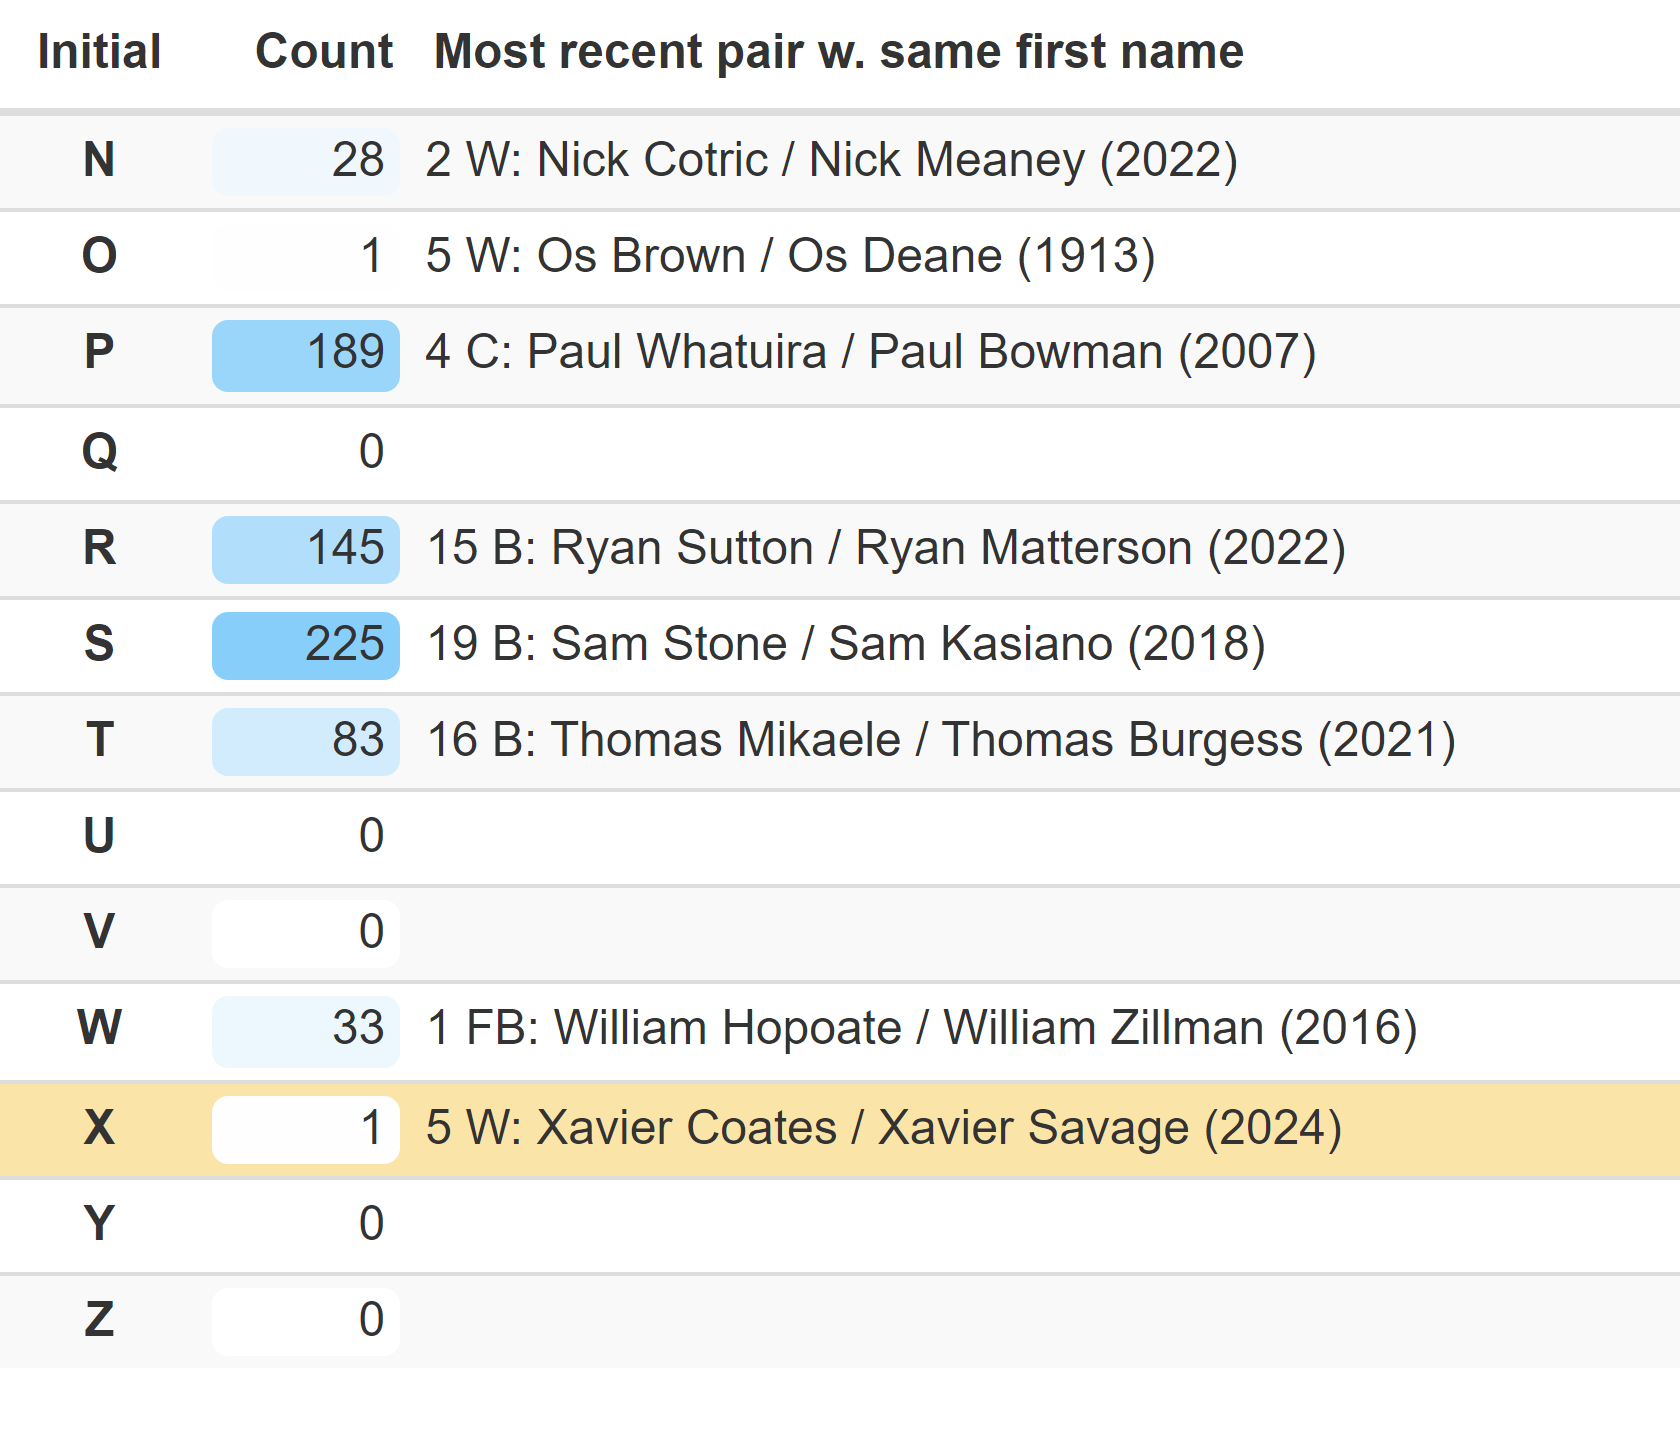 Initial Count Most recent pair w. same first name
N 28 2 W: Nick Cotric / Nick Meaney (2022)
O 1 5 W: Os Brown / Os Deane (1913)
P 189 4 C: Paul Whatuira / Paul Bowman (2007)
Q 0
R 145 15 B: Ryan Sutton / Ryan Matterson (2022)
S 225 19 B: Sam Stone / Sam Kasiano (2018)
T 83 16 B: Thomas Mikaele / Thomas Burgess (2021)
U 0
V 0
W 33 1 FB: William Hopoate / William Zillman (2016)
X 1 5 W: Xavier Coates / Xavier Savage (2024)
Y 0
Z 0